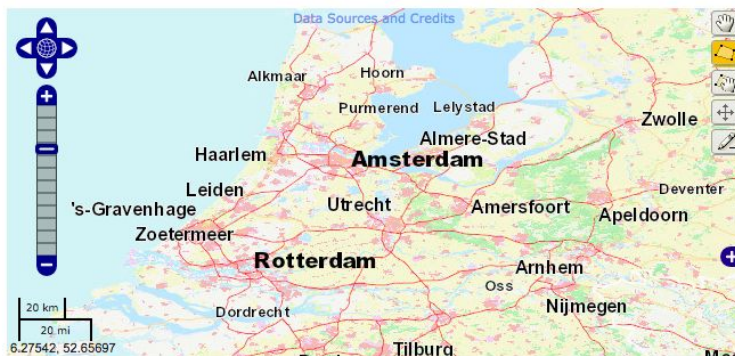 Data Sources and Credits
Alkmaar
Hoorn
Purmerend
Lelystad
Zwolle
Almere-Stad
Haarlem
Amsterdam
Leiden
Deventer
's-Gravenhage
Utrecht
Amersfoort
Apeldoorn
Zoetermeer
Rotterdam
Arnhem
Oss
20 km
Dordrecht
Nijmegen
20 mi
6.27542, 52.65697
Tilburg